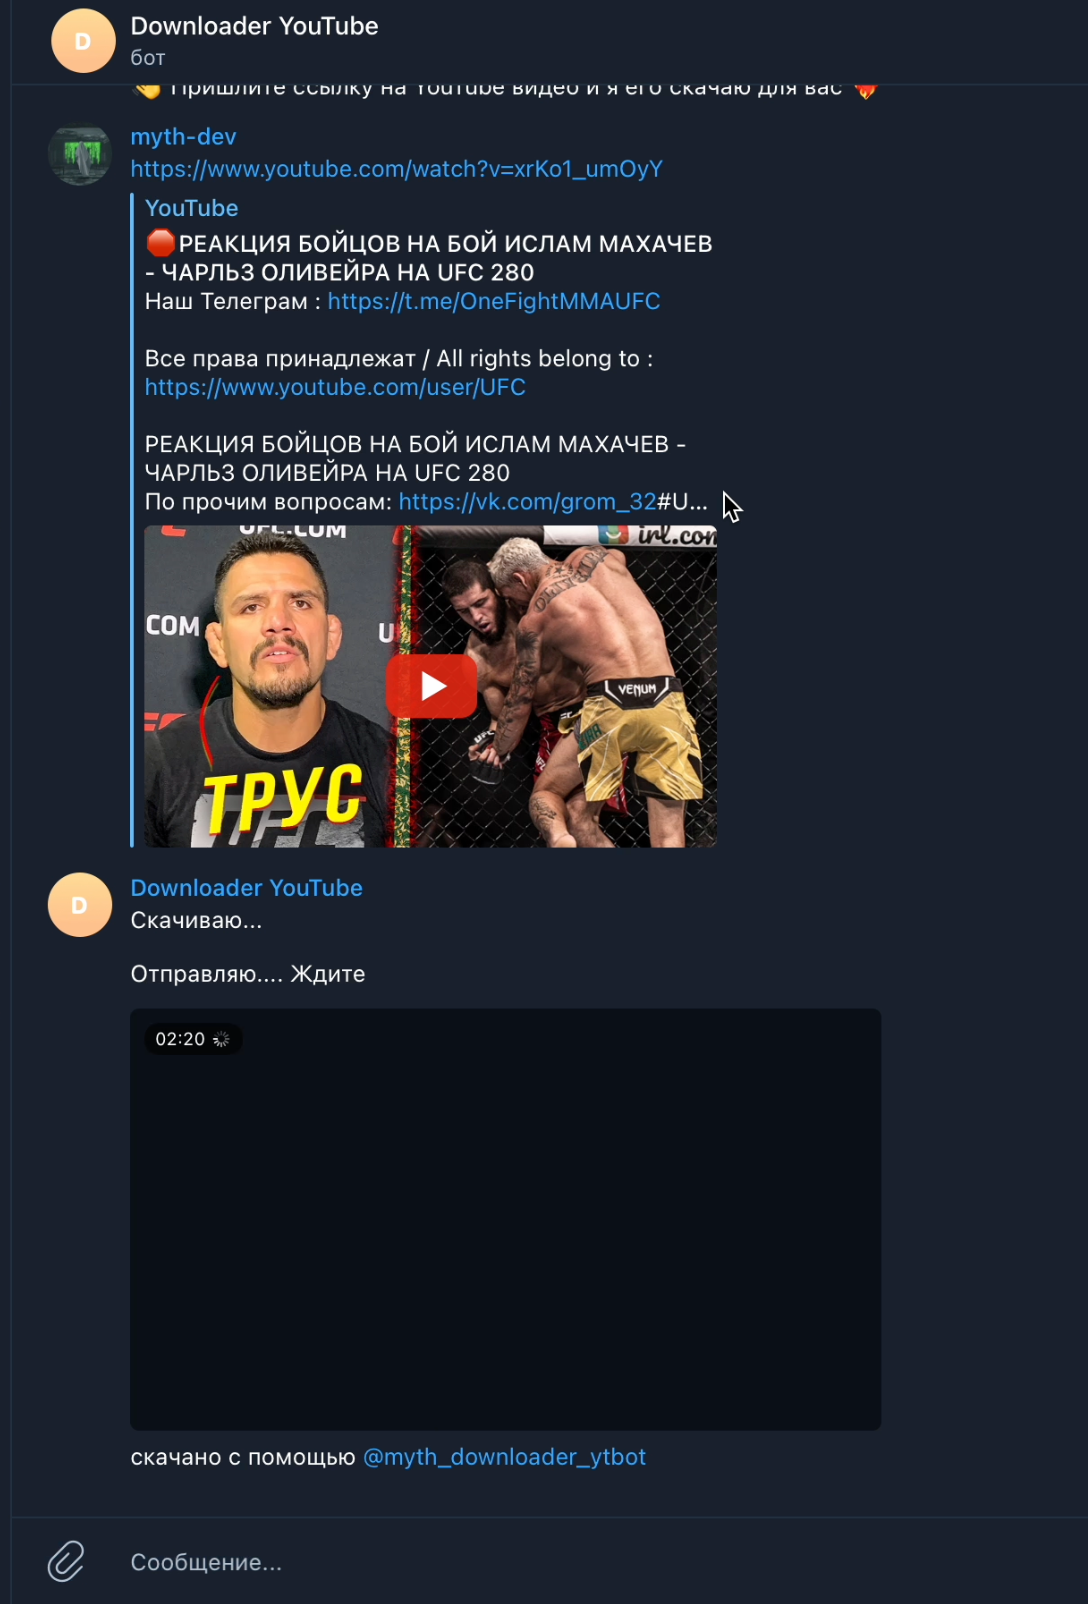 D
Downloader YouTube
бот
Пришлите ссылку на YouTube видео и я его скачаю для вас
myth-dev
https://www.youtube.com/watch?v=xrKo1_umOyY
YouTube
РЕАКЦИЯ БОЙЦОВ НА БОЙ ИСЛАМ МАХАЧЕВ
- ЧАРЛЬЗ ОЛИВЕЙРА НА UFC 280
Наш Телеграм : https://t.me/OneFightMMAUFC
Все права принадлежат / All rights belong to :
https://www.youtube.com/user/UFC
РЕАКЦИЯ БОЙЦОВ НА БОЙ ИСЛАМ МАХАЧЕВ -
ЧАРЛЬЗ ОЛИВЕЙРА НА UFC 280
По прочим вопросам: https://vk.com/grom_32#U...
UFC.COM
irl.com
COM
U
VENUM
ТРУС
UFC
D
Downloader YouTube
Скачиваю...
Отправляю.... Ждите
02:20
скачано с помощью @myth_downloader_ytbot
Сообщение...